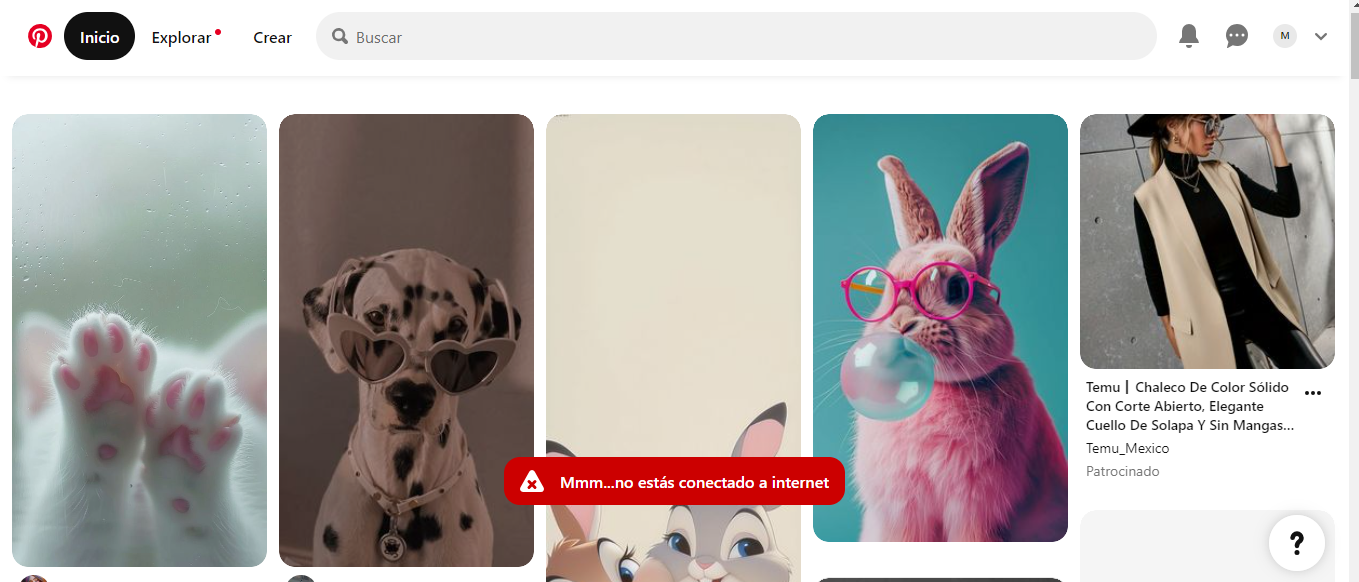 Inicio
Explorar
Crear
Buscar
M
Temu | Chaleco De Color Sólido
Con Corte Abierto, Elegante
Cuello De Solapa Y Sin Mangas...
Temu_Mexico
Patrocinado
Mmm...no estás conectado a internet
?